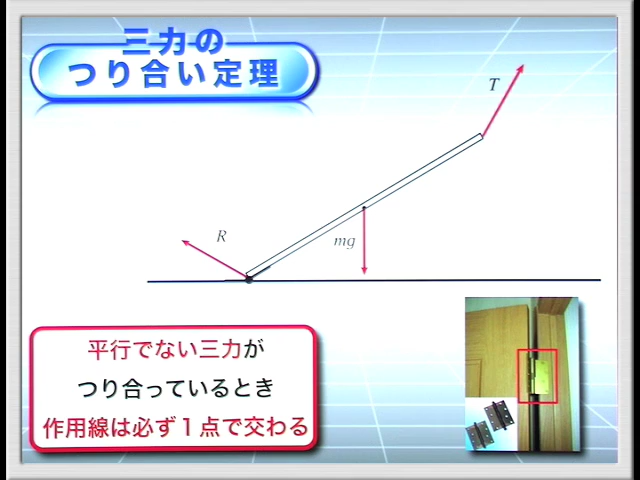 三力の
つり合い定理
T
R
mg
平行でない三力が
つり合っているとき
作用線は必ず1点で交わる